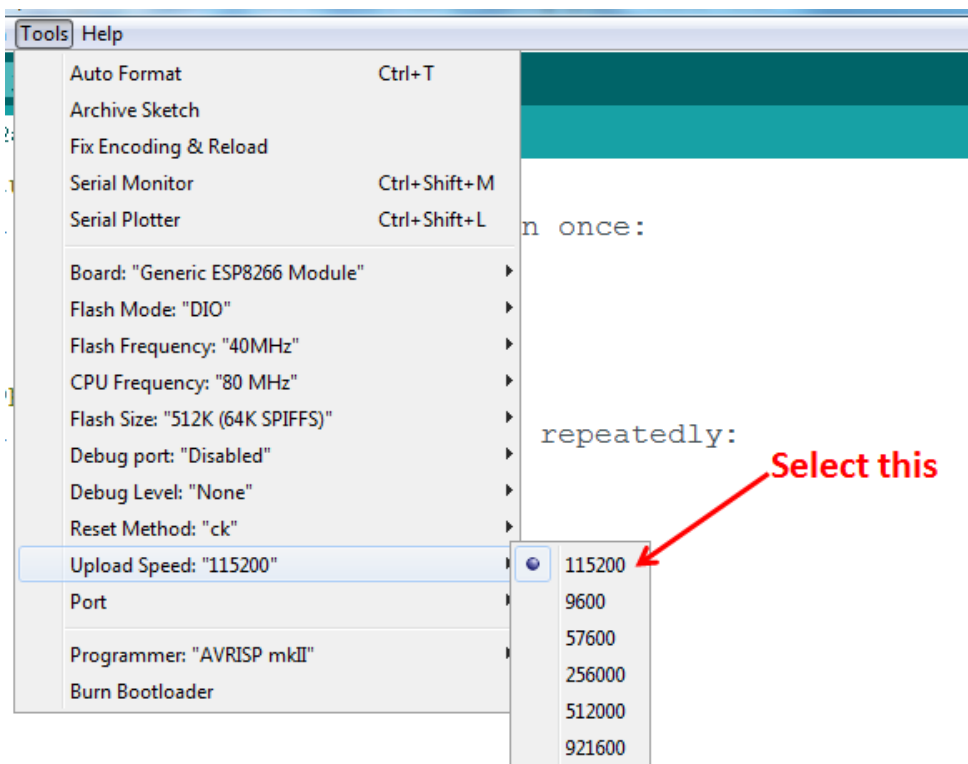 Tools Help
Auto Format Ctrl+T
Archive Sketch
Fix Encoding & Reload
Serial Monitor Ctrl+Shift+M
Serial Plotter Ctrl+Shift+L
n once:
Board: "Generic ESP8266 Module"
Flash Mode: "DIO"
Flash Frequency: "40MHz"
CPU Frequency: "80 MHz"
Flash Size: "512K (64K SPIFFS)"
repeatedly:
Debug port: "Disabled"
Select this
Debug Level: "None"
Reset Method: "ck"
Upload Speed: "115200"
115200
Port
9600
57600
Programmer: "AVRISP mkII"
256000
Burn Bootloader
512000
921600